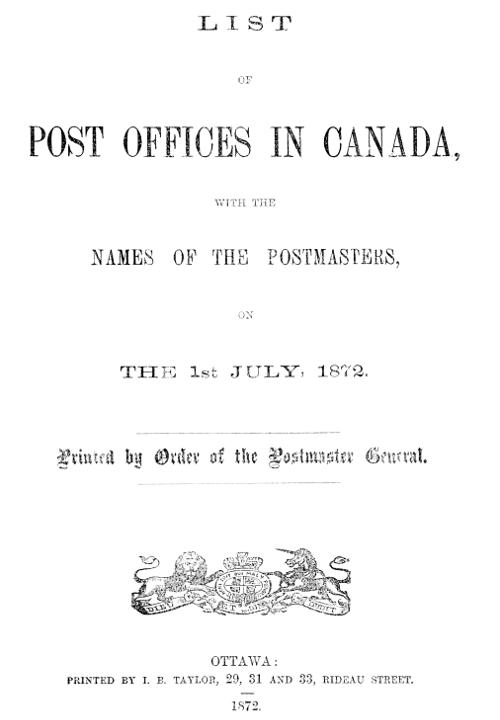 LIST
OF
POST OFFICES IN CANADA,
WITH THE
NAMES OF THE POSTMASTERS,
ON
THE 1st JULY, 1872.
Printed by Order of the Postmaster General.
OTTAWA:
PRINTED BY I. B. TAYLOR, 29, 31 AND 33, RIDEAU STREET.
1872.